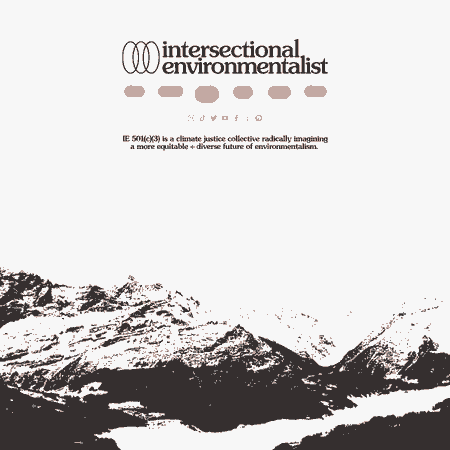 intersectional
environmentalist
IE 501(c)(3) is a climate justice collective radically imagining
a more equitable + diverse future of environmentalism.